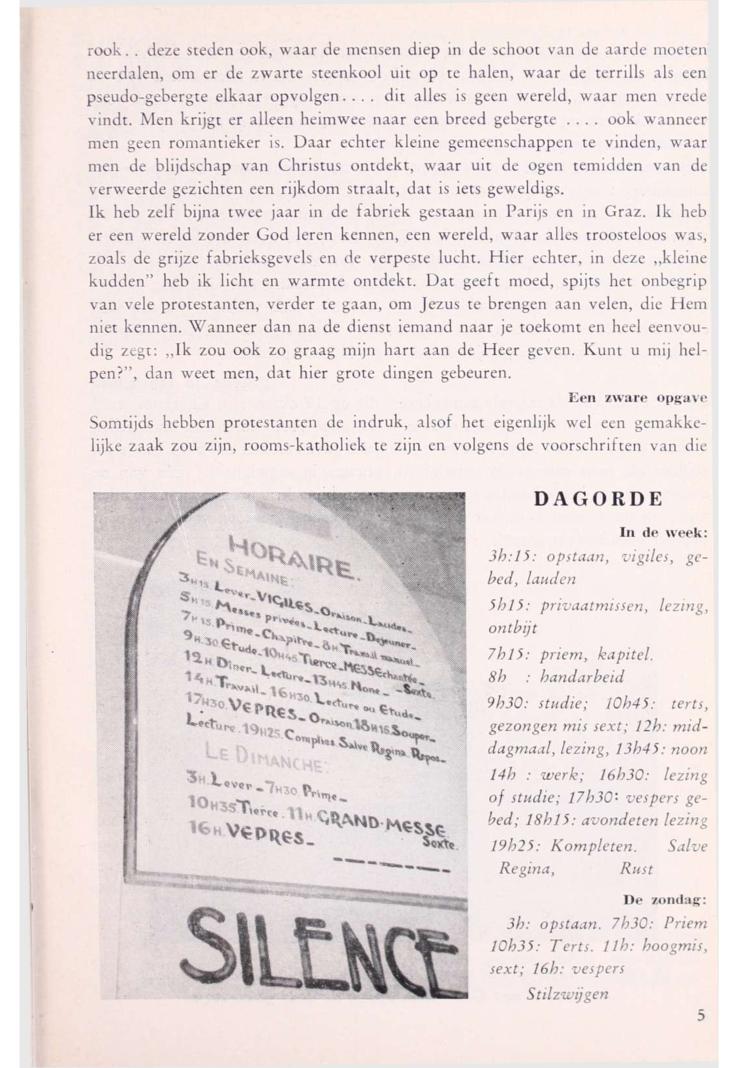 rook.. deze steden ook, waar de mensen diep in de schoot van de aarde moeten
neerdalen, om er de zwarte steenkool uit op te halen, waar de terrills als een
pseudo-gebergte elkaar opvolgen.... dit alles is geen wereld, waar men vrede
vindt. Men krijgt er alleen heimwee naar een breed gebergte .... ook wanneer
men geen romantieker is. Daar echter kleine gemeenschappen te vinden, waar
men de blijdschap van Christus ontdekt, waar uit de ogen temidden van de
verweerde gezichten een rijkdom straalt, dat is iets geweldigs.
Ik heb zelf bijna twee jaar in de fabriek gestaan in Parijs en in Graz. Ik heb
er een wereld zonder God leren kennen, een wereld, waar alles troosteloos was,
zoals de grijze fabrieksgevels en de verpeste lucht. Hier echter, in deze „kleine
kudden” heb ik licht en warmte ontdekt. Dat geeft moed, spijts het onbegrip
van vele protestanten, verder te gaan, om Jezus te brengen aan velen, die Hem
niet kennen. Wanneer dan na de dienst iemand naar je toekomt en heel eenvou-
dig zegt: „Ik zou ook zo graag mijn hart aan de Heer geven. Kunt u mij hel-
pen?”, dan weet men, dat hier grote dingen gebeuren.
Een zware opgave
Somtijds hebben protestanten de indruk, alsof het eigenlijk wel een gemakke-
lijke zaak zou zijn, rooms-katholiek te zijn en volgens de voorschriften van die
HORAIRE.
EN SEMAINE:
3H15 Lever_VIGILES_Oraison_Laudes_
5H15 Messes privées_Lecture_Dejeuner_
7H15.Prime_Chapitre_8H Travail manuel_
9H.30 Etude_10H45 Tierce_MESSE chantée_
12H Diner_ Lecture_13H45 None_ _Sexte.
14H Travail_16H30. Lecture ou Etude_
17H30.VEPRES_ Oraison 18H15 Souper_
Lecture.19H25.Complies Salve Regina. Repos_
LE DIMANCHE:
3H.Lever_7H30.Prime_
10H35 Tierce.11H.GRAND-MESSE
Sexte.
16H.VEPRES_
SILENCE
DAGORDE
In de week:
3h:15: opstaan, vigiles, ge-
bed, lauden
5h15: privaatmissen, lezing,
ontbijt
7h15: priem, kapitel.
8h : handarbeid
9h30: studie; 10h45: terts,
gezongen mis sext; 12h: mid-
dagmaal, lezing, 13h45: noon
14h : werk; 16h30: lezing
of studie; 17h30: vespers ge-
bed; 18h15: avondeten lezing
19h25: Kompleten. Salve
Regina, Rust
De zondag:
3h: opstaan. 7h30: Priem
10h35: Terts. 11h: hoogmis,
sext; 16h: vespers
Stilzwijgen
5